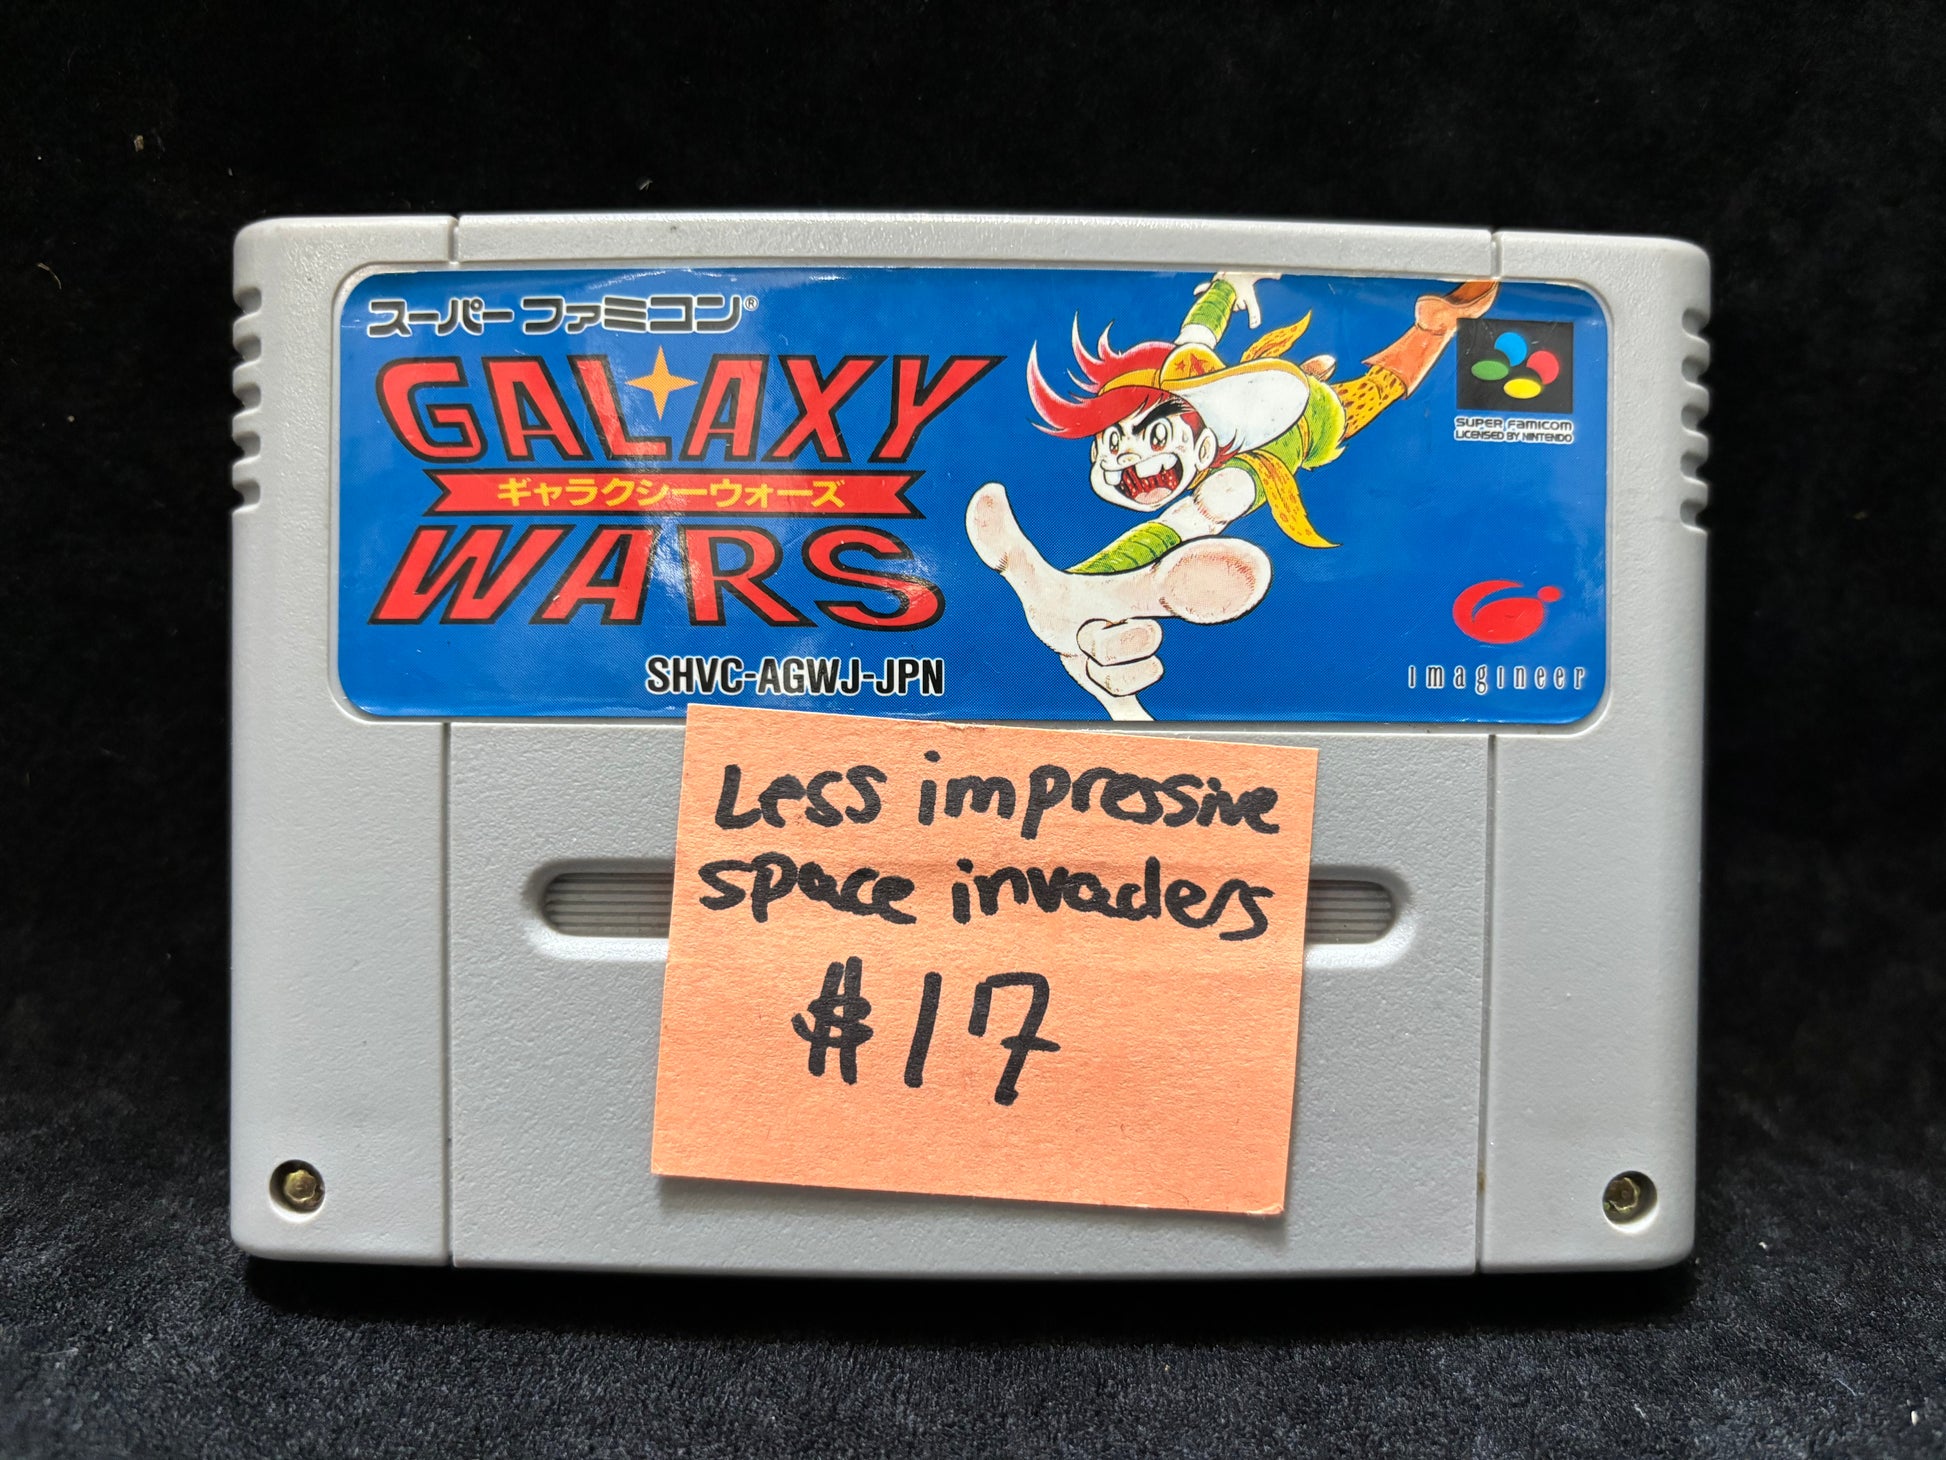 スーパーファミコン®
GALAXY
ギャラクシーウォーズ
WARS
SHVC-AGWJ-JPN
SUPER FAMICOM
LICENSED BY NINTENDO
imagineer
Less impressive
space invaders
#17